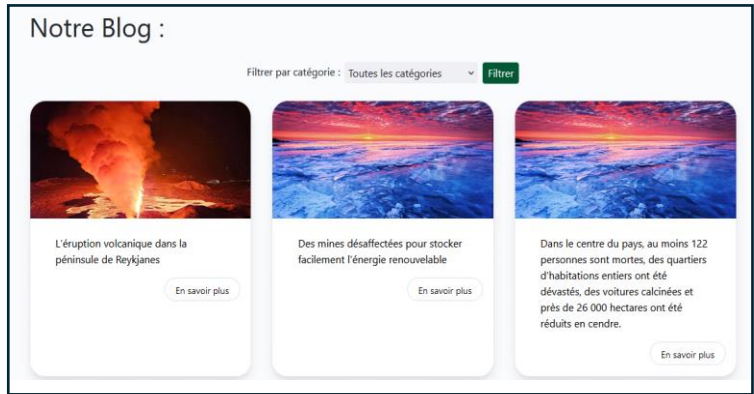 Notre Blog :
Filtrer par catégorie : Toutes les catégories Filtrer
L'éruption volcanique dans la
péninsule de Reykjanes
En savoir plus
Des mines désaffectées pour stocker
facilement l'énergie renouvelable
En savoir plus
Dans le centre du pays, au moins 122
personnes sont mortes, des quartiers
d'habitations entiers ont été
dévastés, des voitures calcinées et
près de 26 000 hectares ont été
réduits en cendre.
En savoir plus